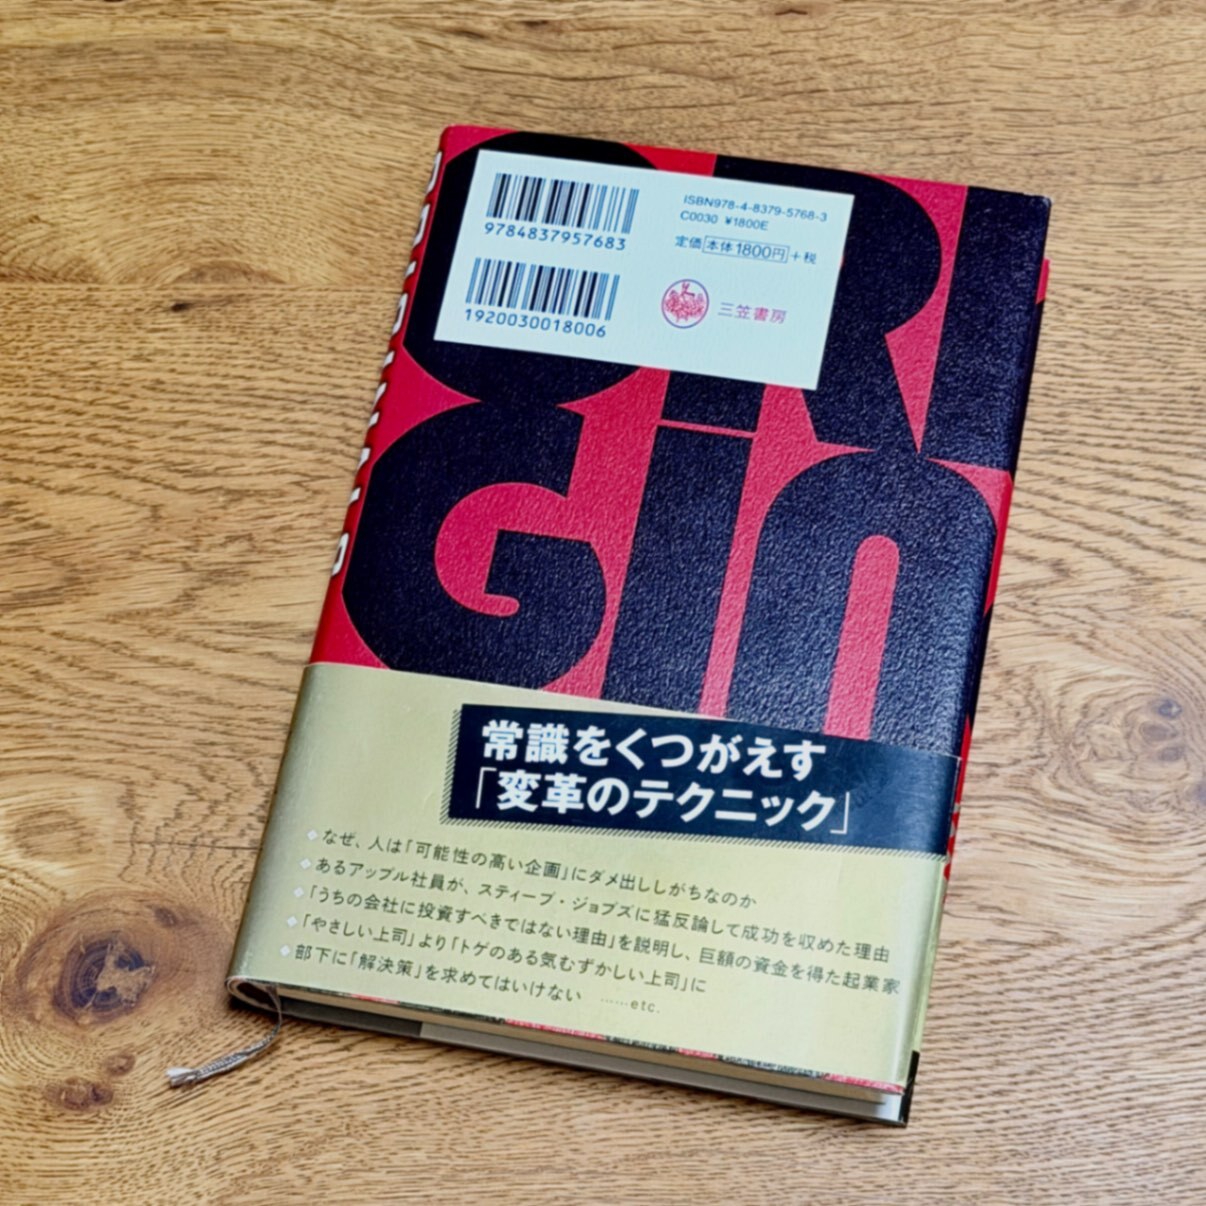 9784837957683
ISBN978-4-8379-5768-3
C0030 ¥1800E
定価 本体1800円 +税
1920030018006
三笠書房
ORI
GIN
ORIGINALS
常識をくつがえす
「変革のテクニック」
なぜ、人は「可能性の高い企画」にダメ出ししがちなのか
あるアップル社員が、スティーブ・ジョブズに猛反論して成功を収めた理由
「うちの会社に投資すべきではない理由」を説明し、巨額の資金を得た起業家
「やさしい上司」より「トゲのある気むずかしい上司」に
部下に「解決策」を求めてはいけない ……etc.